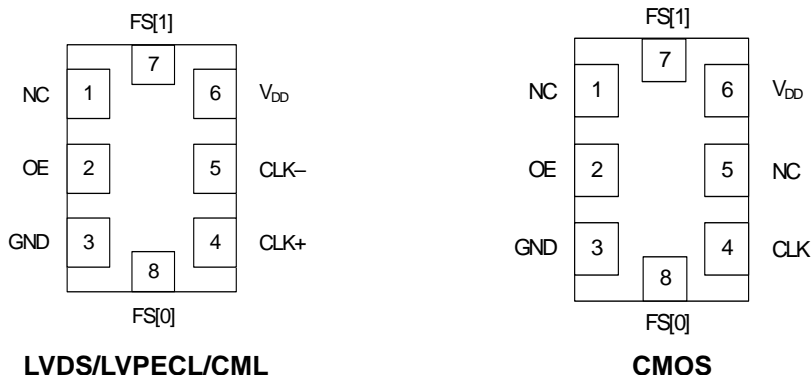 FS[1]
7
NC 1 6 VDD
OE 2 5 CLK–
GND 3 4 CLK+
8
FS[0]
LVDS/LVPECL/CML
FS[1]
7
NC 1 6 VDD
OE 2 5 NC
GND 3 4 CLK
8
FS[0]
CMOS